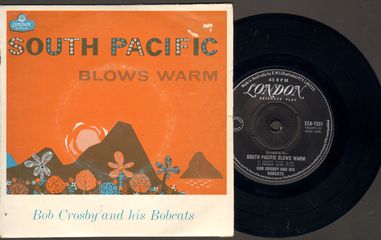 LONDON
SOUTH PACIFIC
BLOWS WARM
Bob Crosby and his Bobcats
45 RPM
LONDON
EXTENDED PLAY
EZA-7551
SOUTH PACIFIC BLOWS WARM
BOB CROSBY AND HIS
BOBCATS